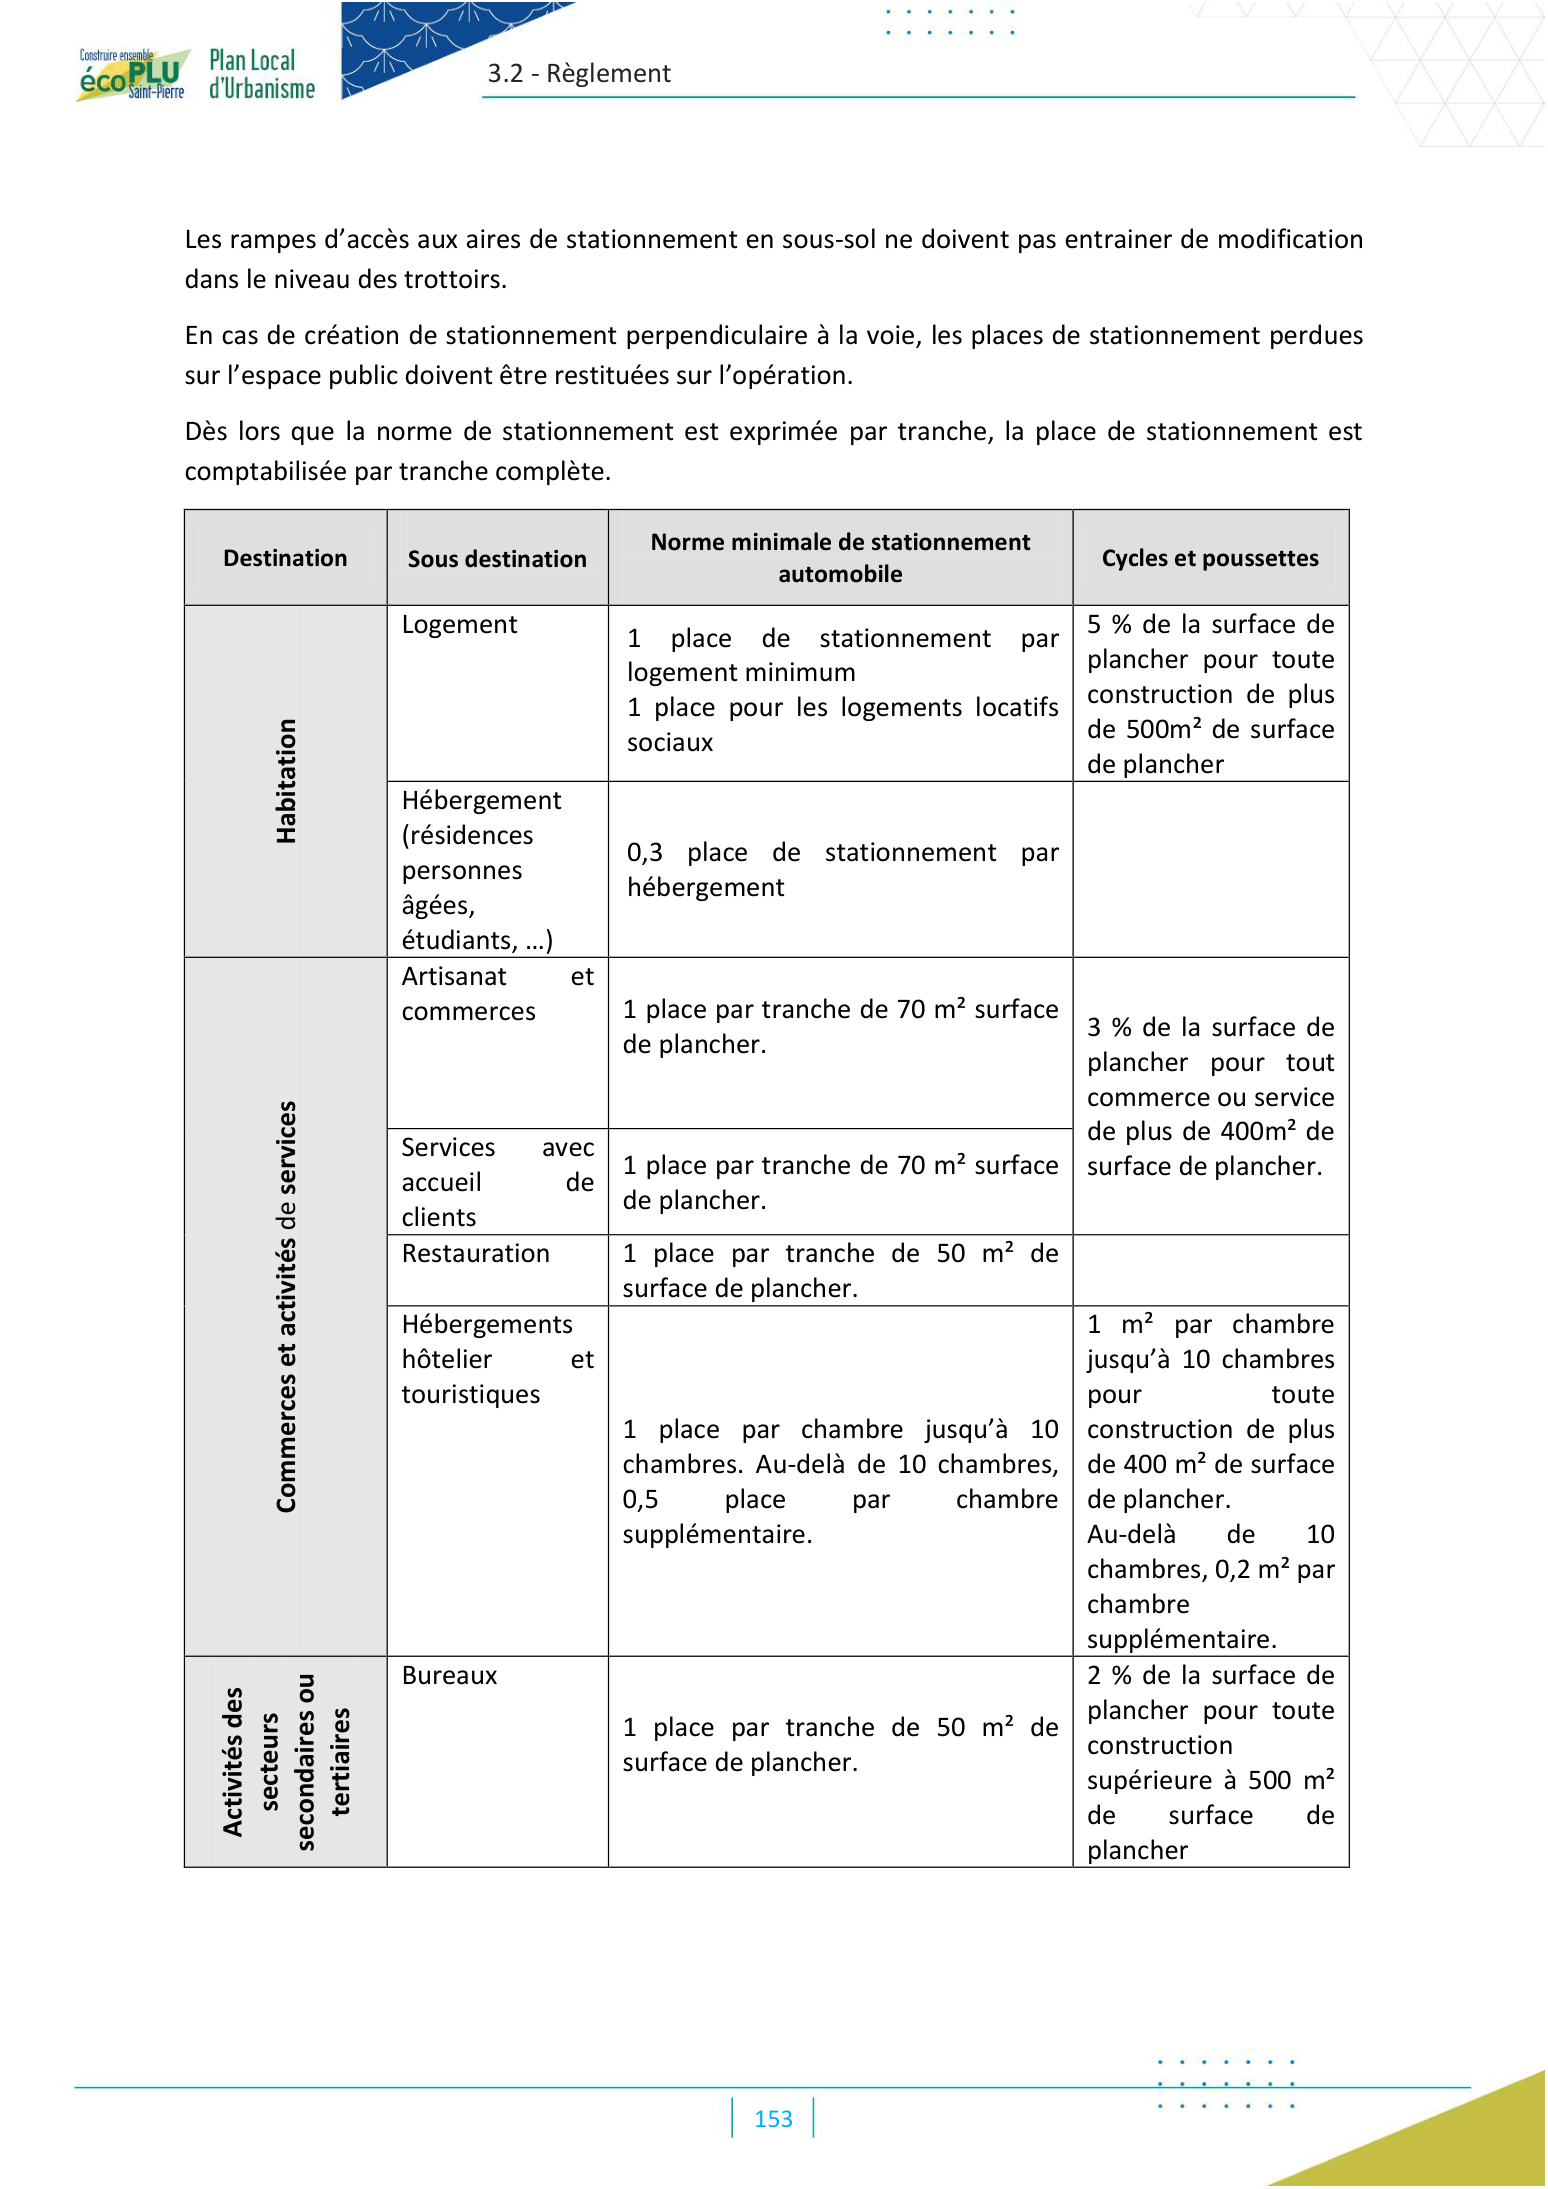 Construire ensemble
écoPLU
Saint-Pierre
Plan Local
d'Urbanisme
3.2 - Règlement
Les rampes d’accès aux aires de stationnement en sous-sol ne doivent pas entrainer de modification
dans le niveau des trottoirs.
En cas de création de stationnement perpendiculaire à la voie, les places de stationnement perdues
sur l’espace public doivent être restituées sur l’opération.
Dès lors que la norme de stationnement est exprimée par tranche, la place de stationnement est
comptabilisée par tranche complète.
Destination
Sous destination
Norme minimale de stationnement
automobile
Cycles et poussettes
Habitation
Logement
1 place de stationnement par
logement minimum
1 place pour les logements locatifs
sociaux
5 % de la surface de
plancher pour toute
construction de plus
de 500m² de surface
de plancher
Hébergement
(résidences
personnes
âgées,
étudiants, …)
0,3 place de stationnement par
hébergement
Commerces et activités de services
Artisanat et
commerces
1 place par tranche de 70 m² surface
de plancher.
3 % de la surface de
plancher pour tout
commerce ou service
de plus de 400m² de
surface de plancher.
Services avec
accueil de
clients
1 place par tranche de 70 m² surface
de plancher.
Restauration
1 place par tranche de 50 m² de
surface de plancher.
Hébergements
hôtelier et
touristiques
1 place par chambre jusqu’à 10
chambres. Au-delà de 10 chambres,
0,5 place par chambre
supplémentaire.
1 m² par chambre
jusqu’à 10 chambres
pour toute
construction de plus
de 400 m² de surface
de plancher.
Au-delà de 10
chambres, 0,2 m² par
chambre
supplémentaire.
Activités des
secteurs
secondaires ou
tertiaires
Bureaux
1 place par tranche de 50 m² de
surface de plancher.
2 % de la surface de
plancher pour toute
construction
supérieure à 500 m²
de surface de
plancher
153